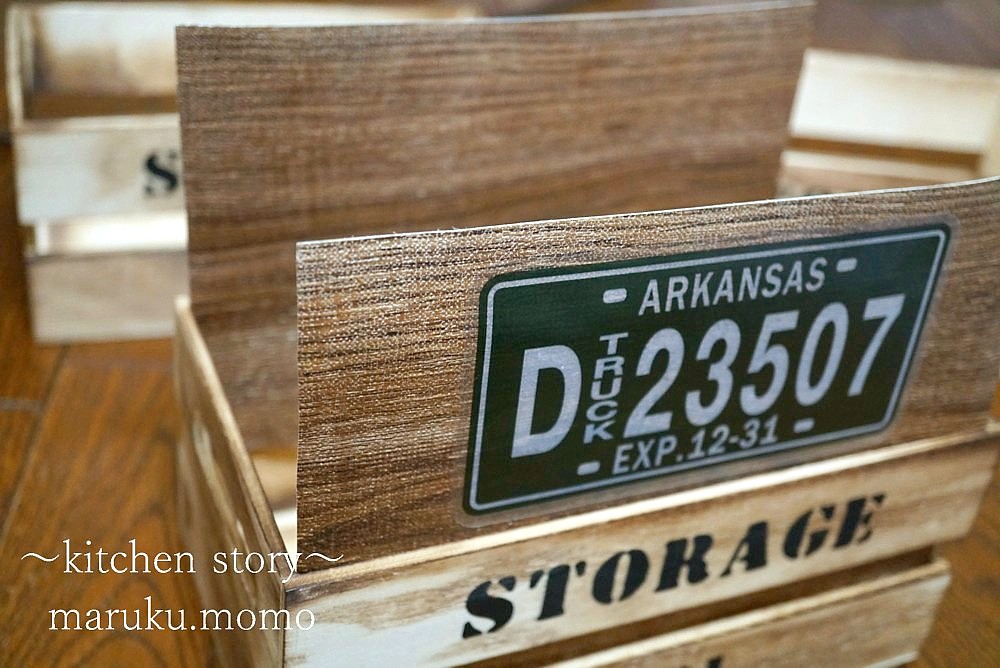 ARKANSAS
D TRUCK 23507
EXP.12-31
STORAGE
S
～kitchen story～
maruku.momo